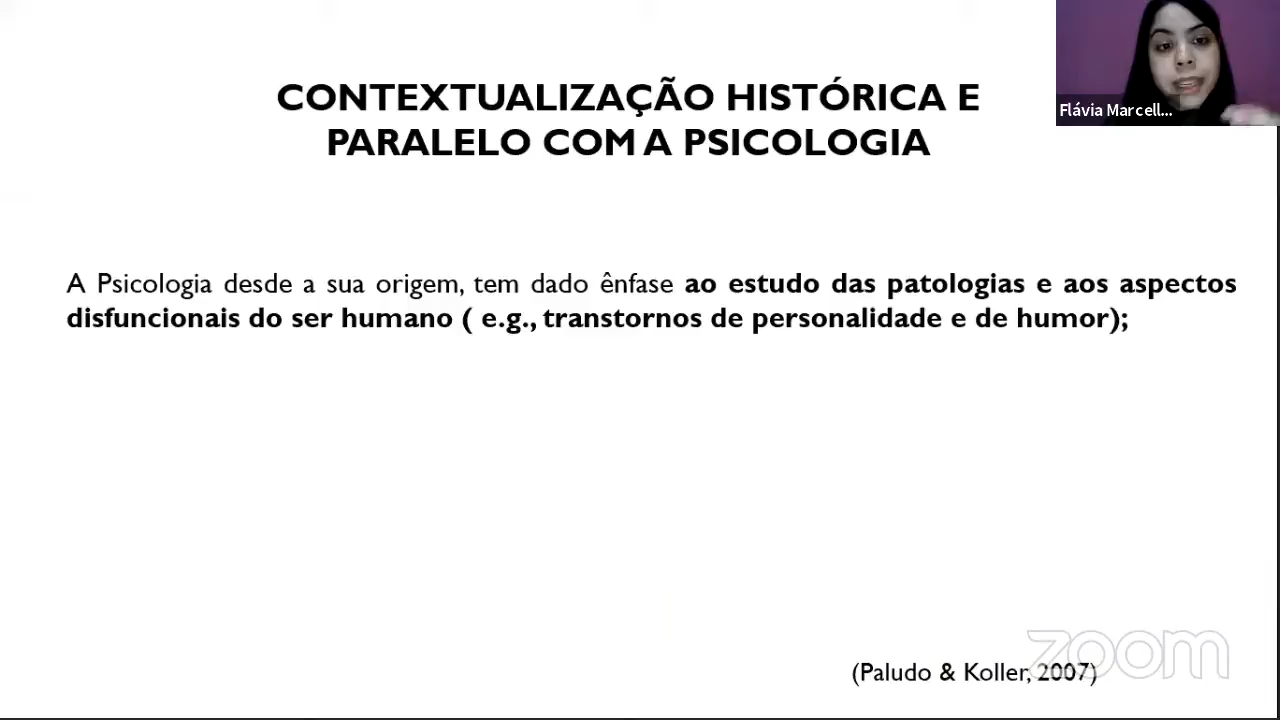 CONTEXTUALIZAÇÃO HISTÓRICA E
PARALELO COM A PSICOLOGIA
Flávia Marcell...
A Psicologia desde a sua origem, tem dado ênfase ao estudo das patologias e aos aspectos
disfuncionais do ser humano ( e.g., transtornos de personalidade e de humor);
(Paludo & Koller, 2007)
zoom